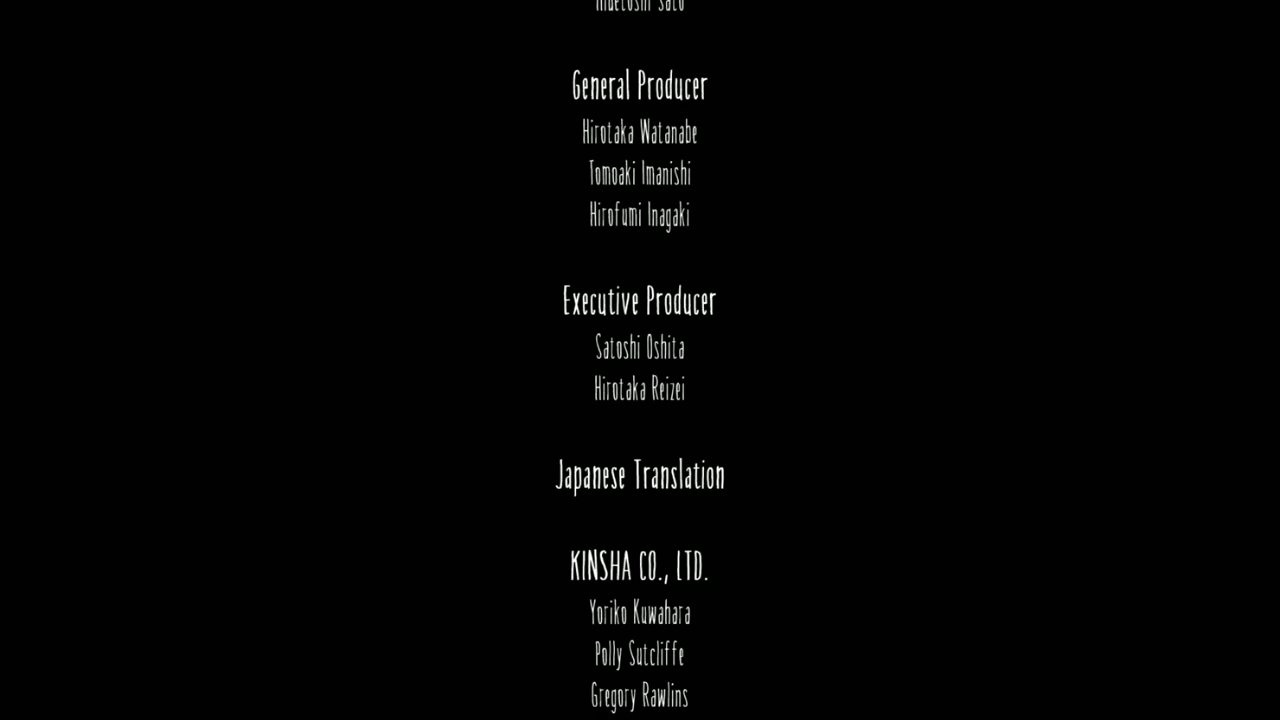 General Producer
Hirotaka Watanabe
Tomoaki Imanishi
Hirofumi Inagaki
Executive Producer
Satoshi Oshita
Hirotaka Reizei
Japanese Translation
KINSHA CO., LTD.
Yoriko Kuwahara
Polly Sutcliffe
Gregory Rawlins